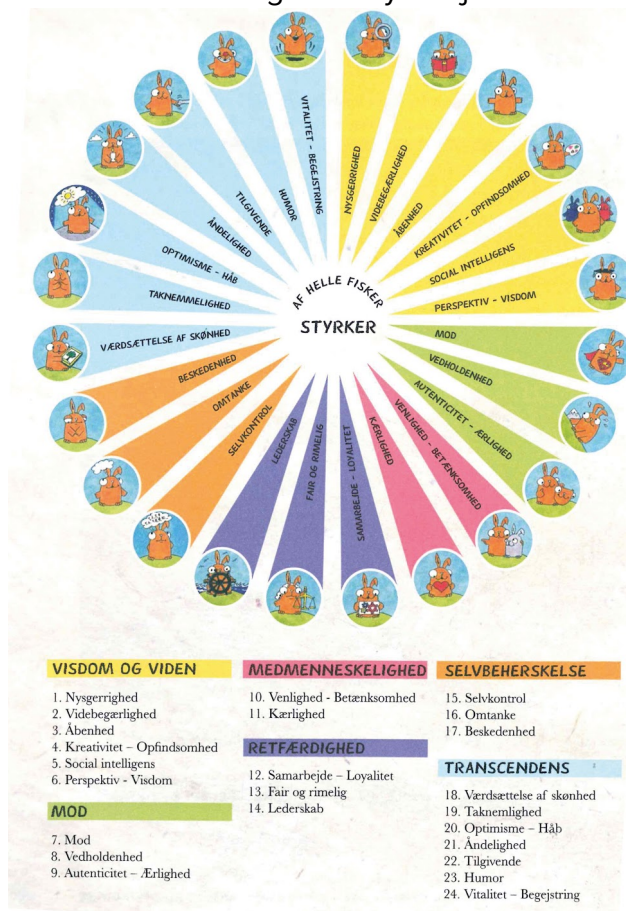 VITALITET - BEGEJSTRING
NYSGERRIGHED
VIDEBEGÆRLIGHED
ÅBENHED
KREATIVITET - OPFINDSOMHED
SOCIAL INTELLIGENS
PERSPEKTIV - VISDOM
MOD
VEDHOLDENHED
AUTENTICITET - ÆRLIGHED
VENLIGHED - BETÆNKSOMHED
KÆRLIGHED
SAMARBEJDE - LOYALITET
FAIR OG RIMELIG
LEDERSKAB
SELVKONTROL
OMTANKE
BESKEDENHED
VÆRDSÆTTELSE AF SKØNHED
TAKNEMMELIGHED
OPTIMISME - HÅB
ÅNDELIGHED
TILGIVENDE
HUMOR
AF HELLE FISKER
STYRKER
VISDOM OG VIDEN
1. Nysgerrighed
2. Videbegærlighed
3. Åbenhed
4. Kreativitet – Opfindsomhed
5. Social intelligens
6. Perspektiv - Visdom
MOD
7. Mod
8. Vedholdenhed
9. Autenticitet – Ærlighed
MEDMENNESKELIGHED
10. Venlighed - Betænksomhed
11. Kærlighed
RETFÆRDIGHED
12. Samarbejde – Loyalitet
13. Fair og rimelig
14. Lederskab
SELVBEHERSKELSE
15. Selvkontrol
16. Omtanke
17. Beskedenhed
TRANSCENDENS
18. Værdsættelse af skønhed
19. Taknemlighed
20. Optimisme – Håb
21. Åndelighed
22. Tilgivende
23. Humor
24. Vitalitet – Begejstring